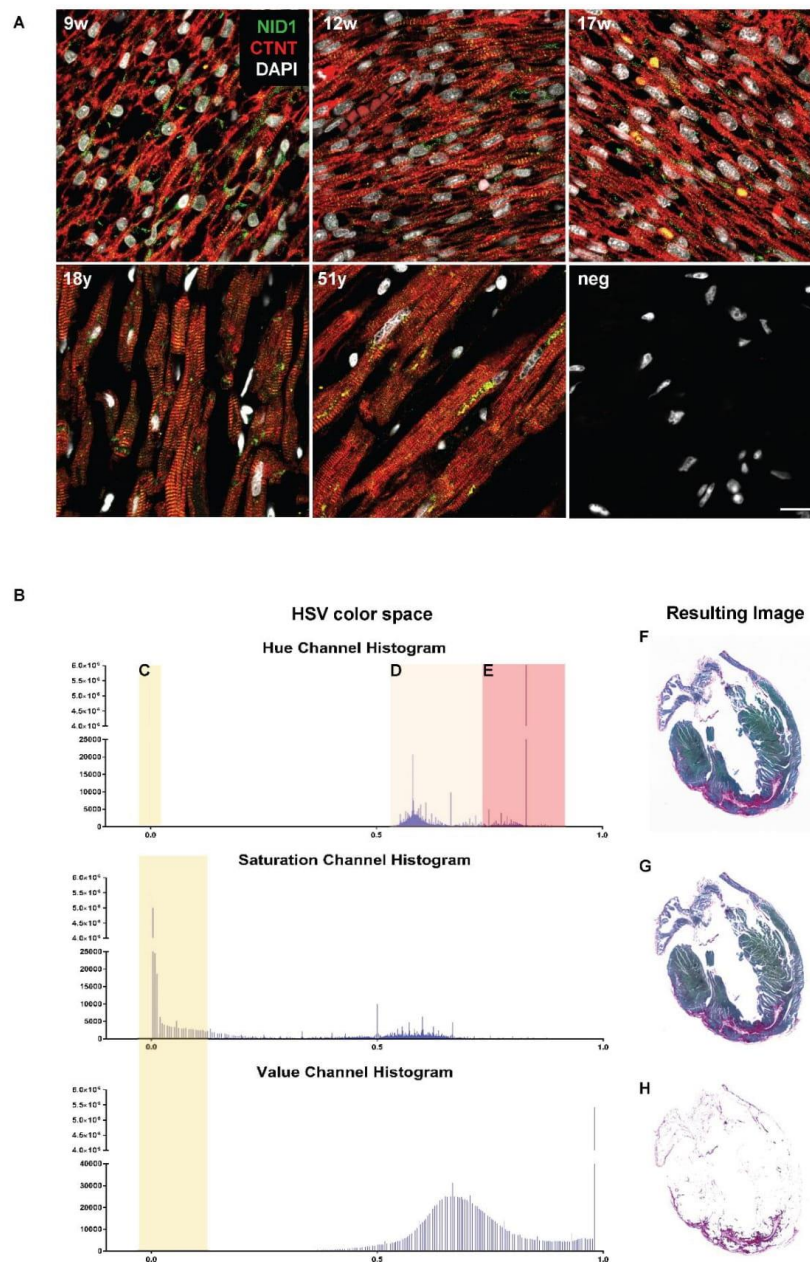 A
9w
NID1
CTNT
DAPI
12w
17w
18y
51y
neg
B
HSV color space
Resulting Image
Hue Channel Histogram
F
C
D
E
25000
20000
15000
10000
5000
0
0.0
0.5
1.0
Saturation Channel Histogram
G
25000
20000
15000
10000
5000
0
0.0
0.5
1.0
Value Channel Histogram
H
40000
30000
20000
10000
0
0.0
0.5
1.0